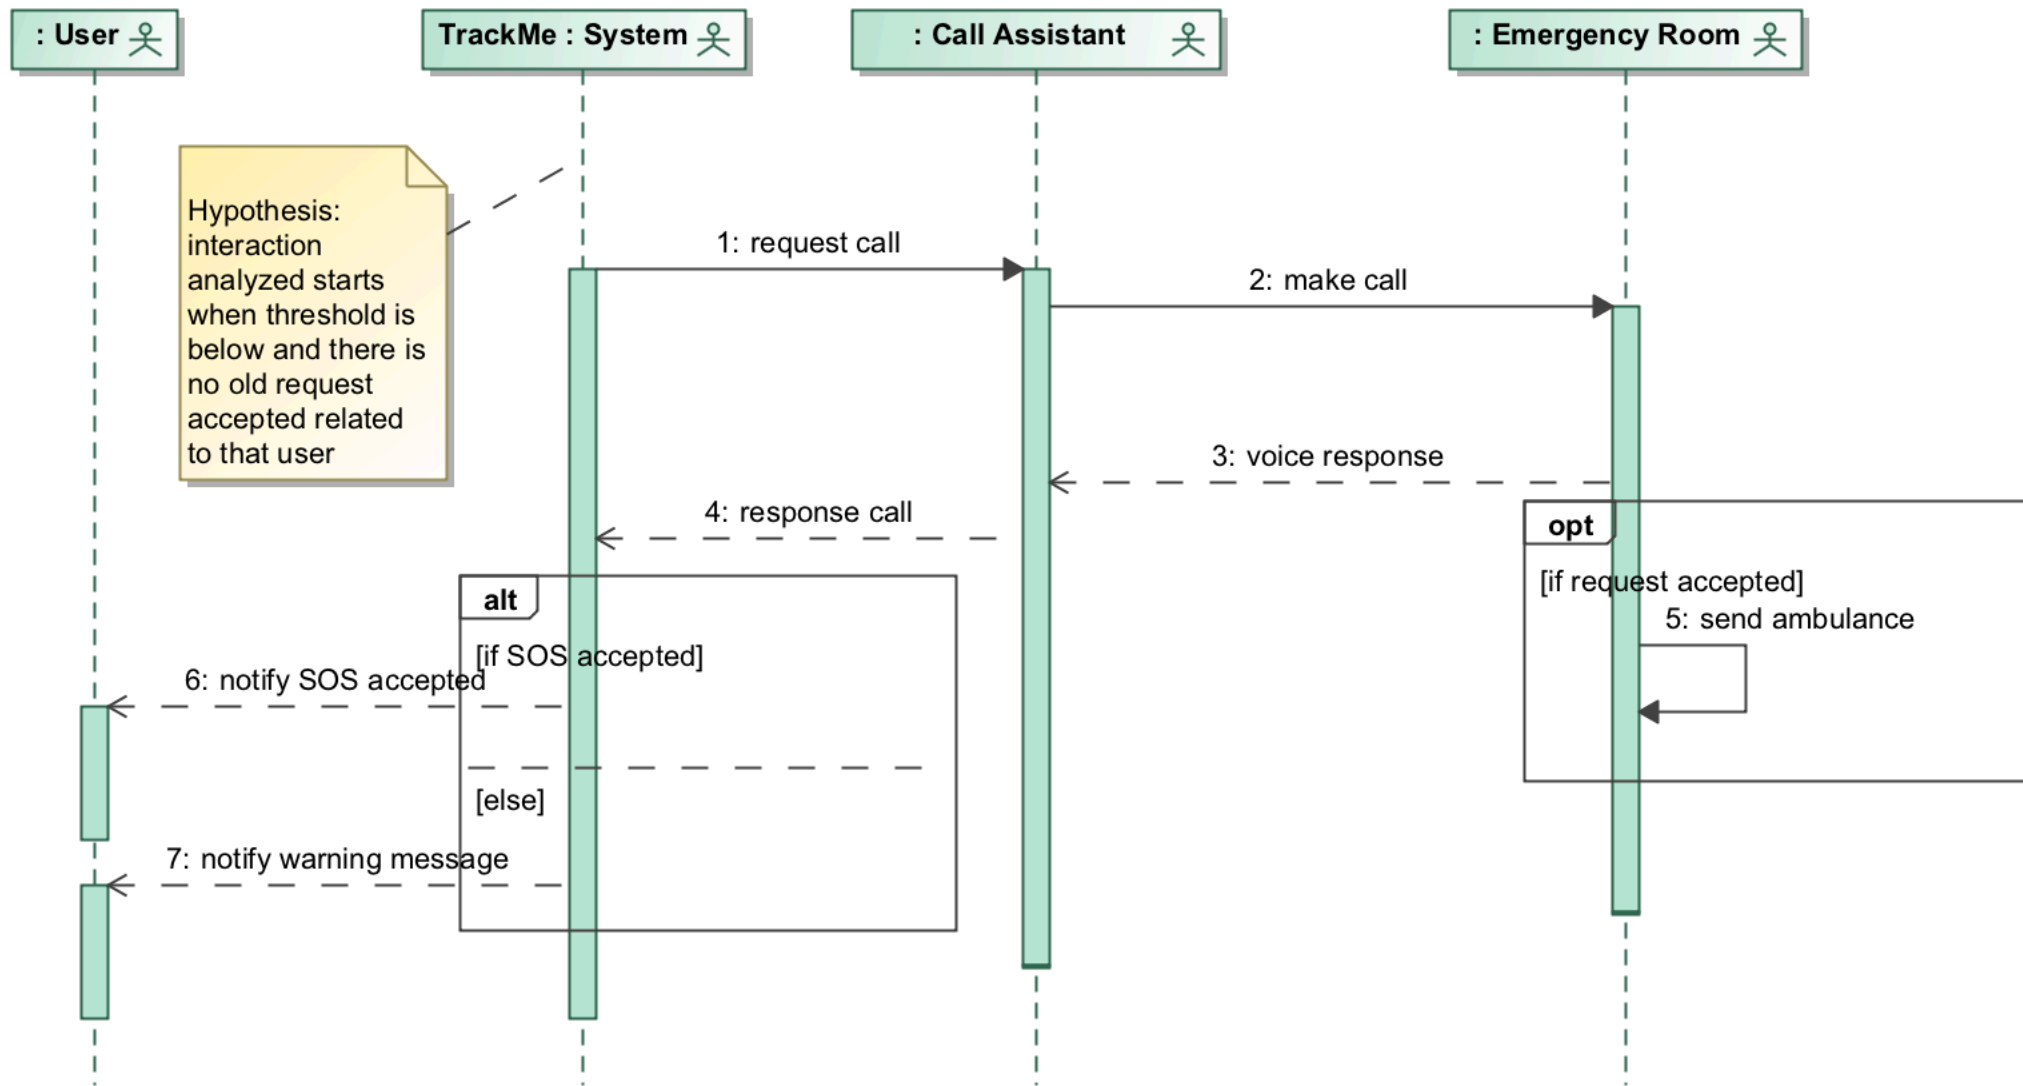 : User
TrackMe : System
: Call Assistant
: Emergency Room
Hypothesis:
interaction
analyzed starts
when threshold is
below and there is
no old request
accepted related
to that user
1: request call
2: make call
3: voice response
4: response call
opt
[if request accepted]
5: send ambulance
alt
[if SOS accepted]
6: notify SOS accepted
[else]
7: notify warning message